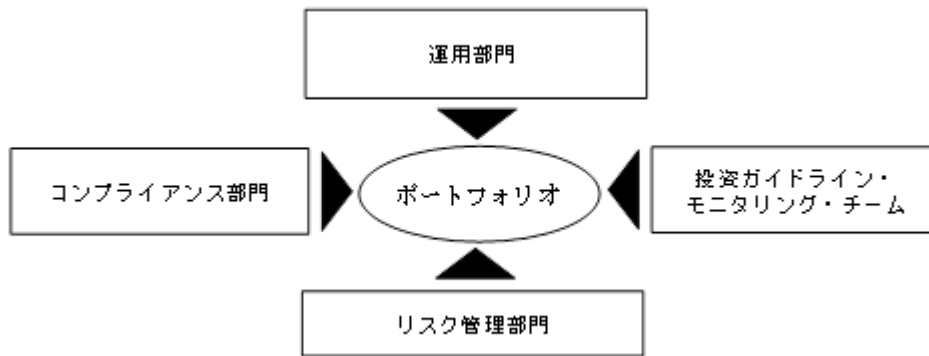 運用部門
コンプライアンス部門
ポートフォリオ
投資ガイドライン・
モニタリング・チーム
リスク管理部門